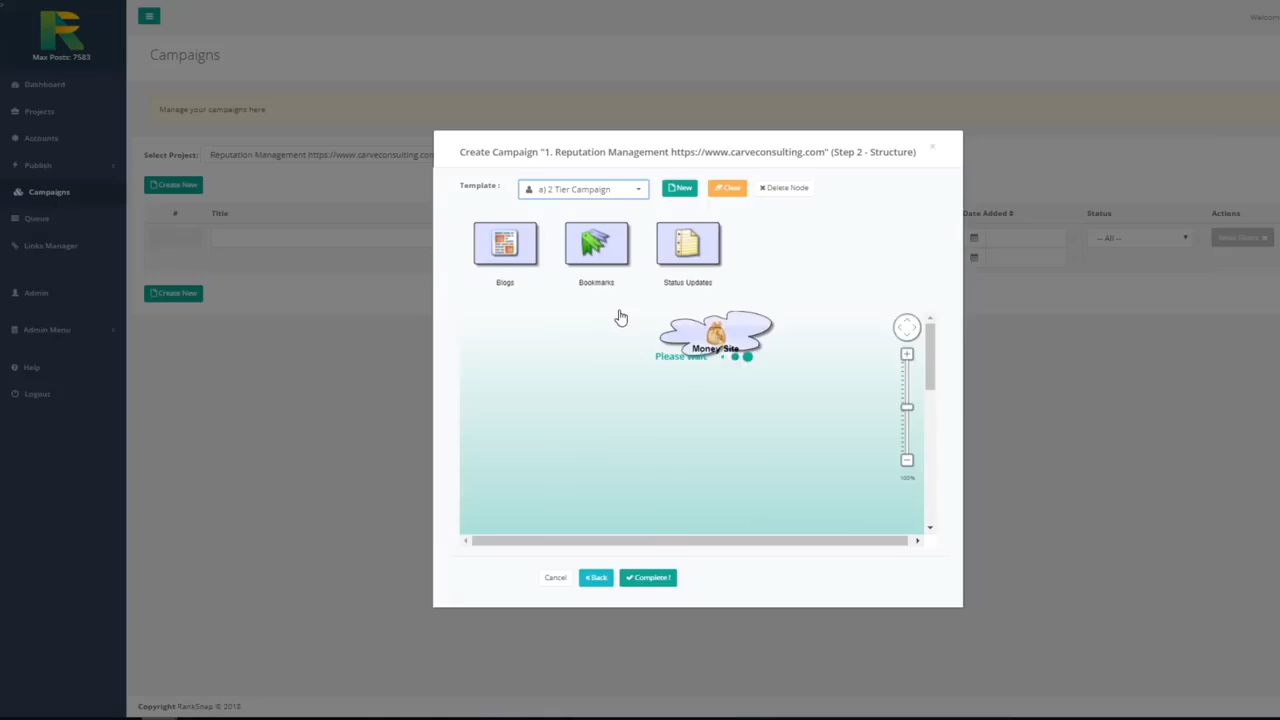 Welcom
Max Posts: 7583
Campaigns
Dashboard
Projects
Accounts
Publish
Campaigns
Queue
Links Manager
Admin
Admin Menu
Help
Logout
Manage your campaigns here
Select Project: Reputation Management https://www.carveconsulting.com
Create New
# Title Date Added Status Actions
-- All --
Create New
Create Campaign "1. Reputation Management https://www.carveconsulting.com" (Step 2 - Structure)
Template : a) 2 Tier Campaign New Clear Delete Node
Blogs Bookmarks Status Updates
Money Site
Please wait
100%
Cancel Back Complete !
Copyright RankSnap © 2018